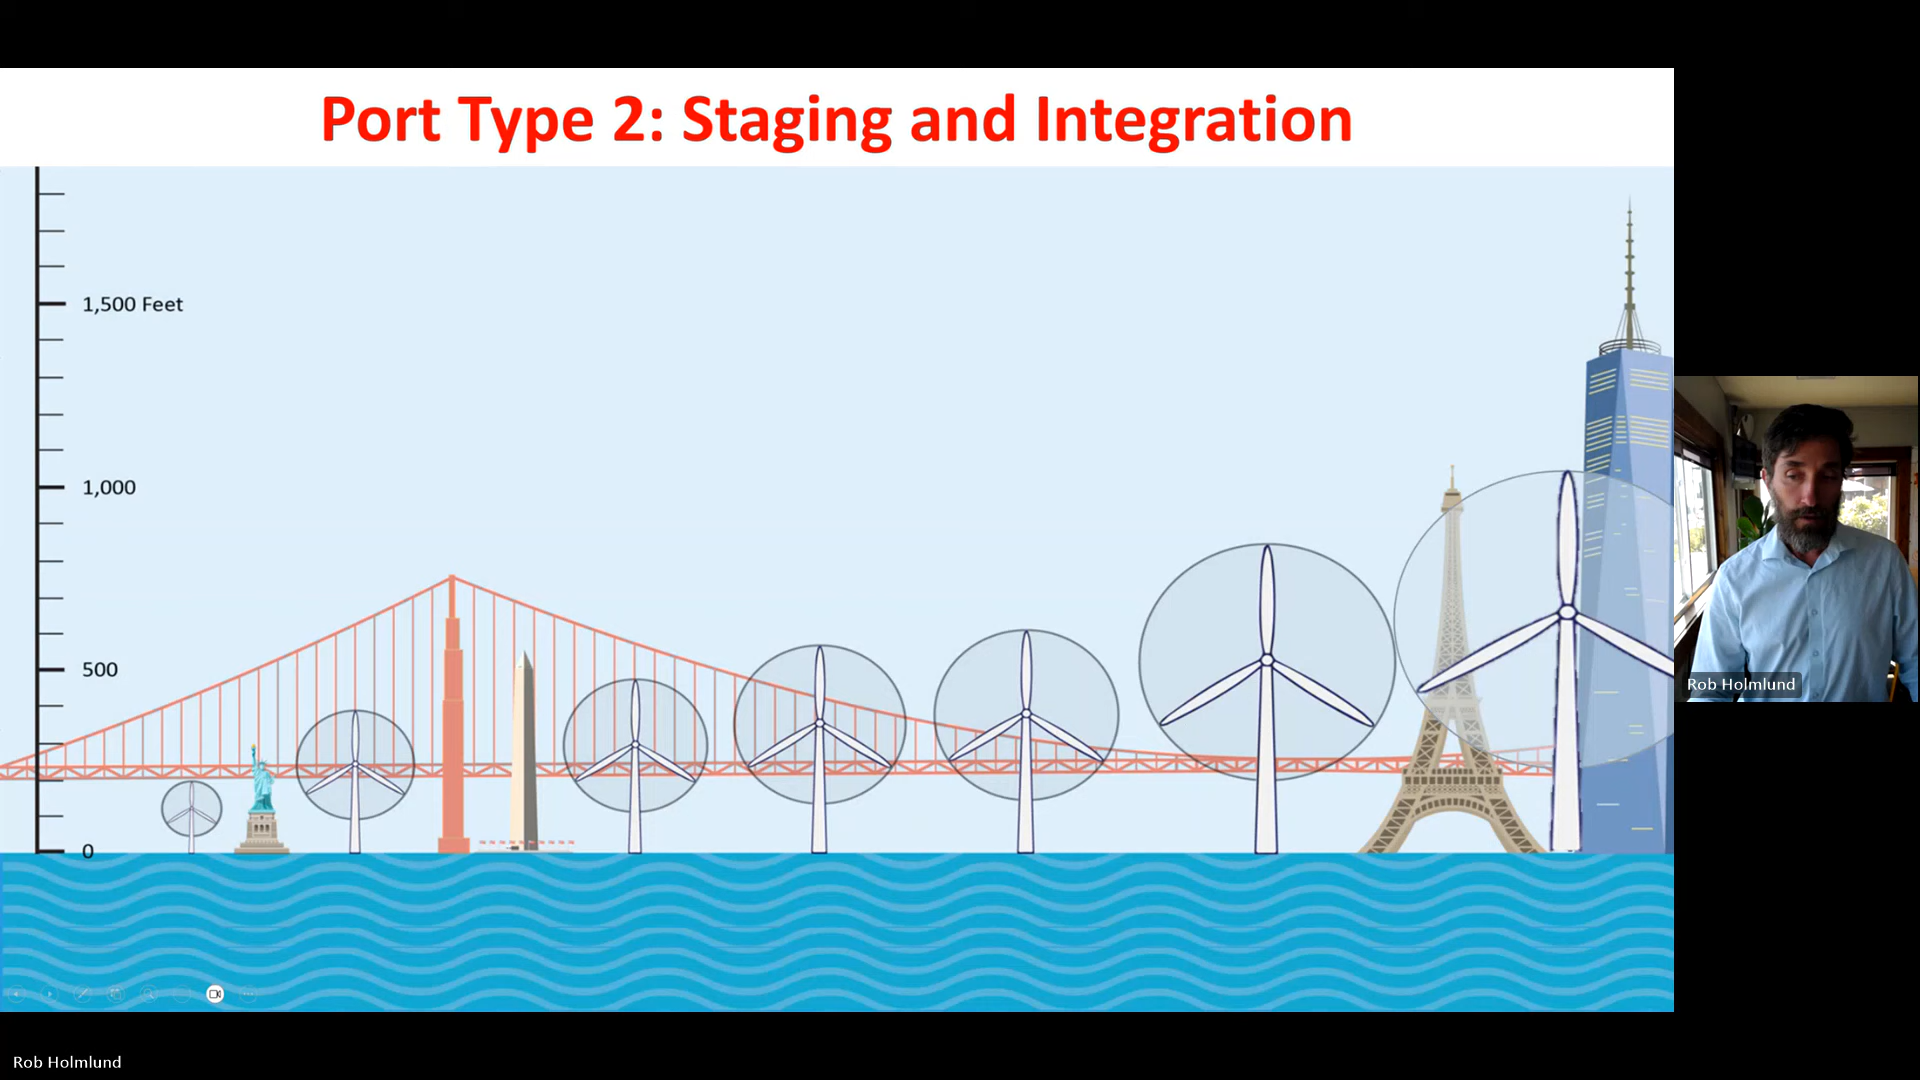 Port Type 2: Staging and Integration
1,500 Feet
1,000
500
0
Rob Holmlund
Rob Holmlund